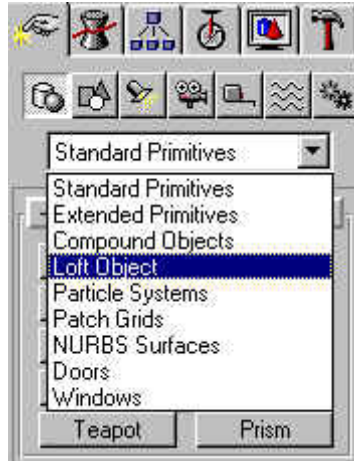 Standard Primitives
Standard Primitives
Extended Primitives
Compound Objects
Loft Object
Particle Systems
Patch Grids
NURBS Surfaces
Doors
Windows
Teapot Prism